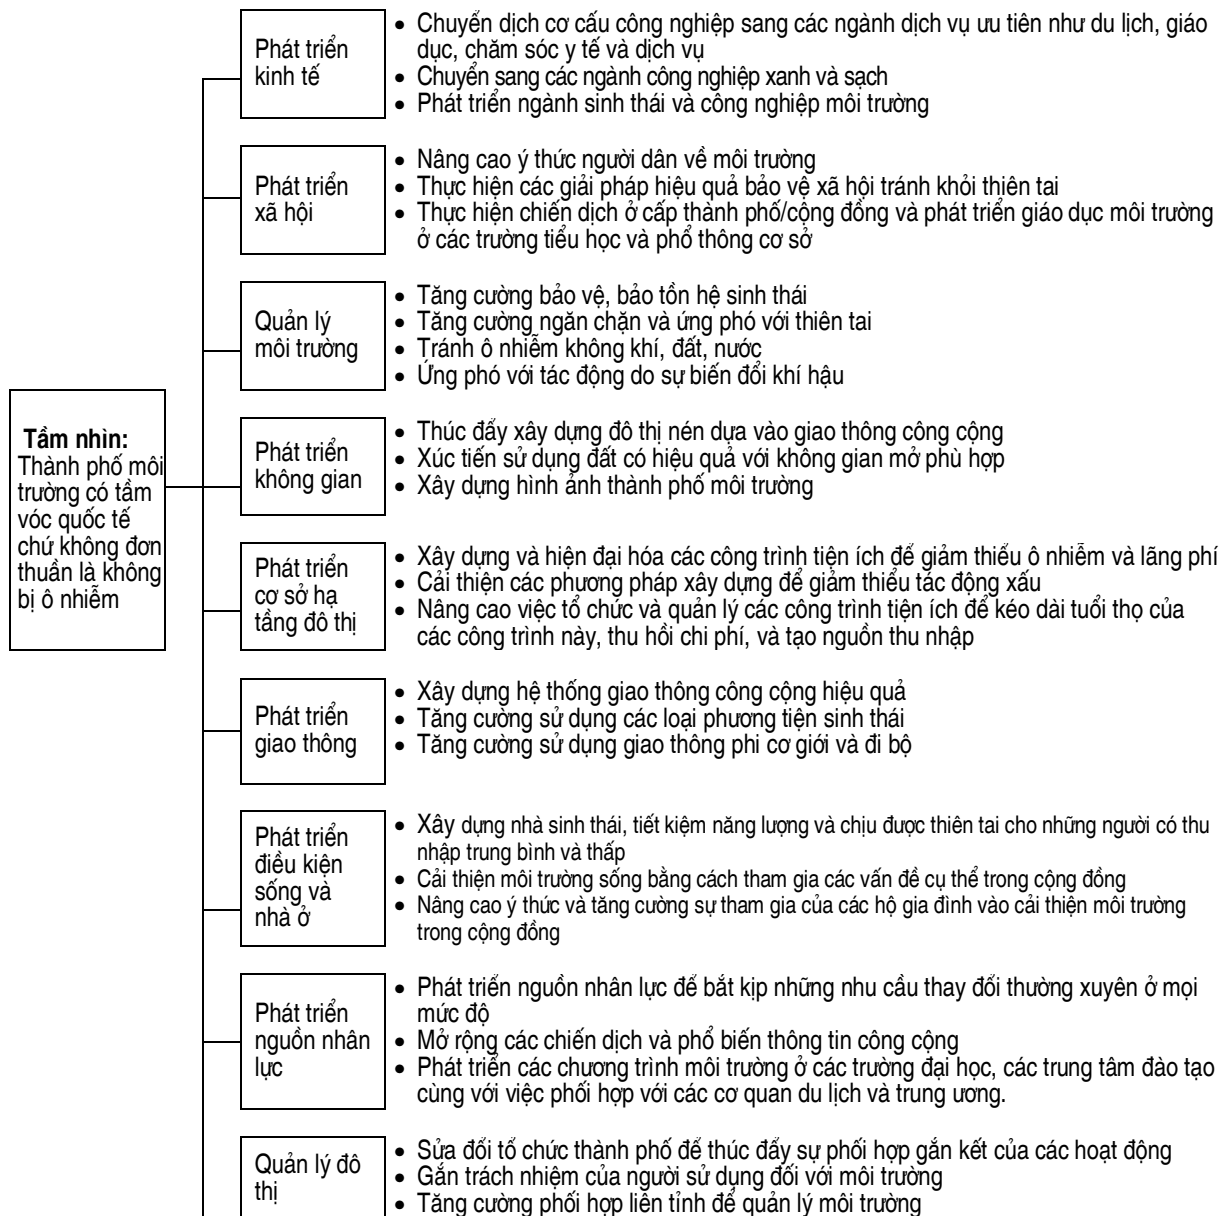 Phát triển
kinh tế
• Chuyển dịch cơ cấu công nghiệp sang các ngành dịch vụ ưu tiên như du lịch, giáo
dục, chăm sóc y tế và dịch vụ
• Chuyển sang các ngành công nghiệp xanh và sạch
• Phát triển ngành sinh thái và công nghiệp môi trường
Phát triển
xã hội
• Nâng cao ý thức người dân về môi trường
• Thực hiện các giải pháp hiệu quả bảo vệ xã hội tránh khỏi thiên tai
• Thực hiện chiến dịch ở cấp thành phố/cộng đồng và phát triển giáo dục môi trường
ở các trường tiểu học và phổ thông cơ sở
Quản lý
môi trường
• Tăng cường bảo vệ, bảo tồn hệ sinh thái
• Tăng cường ngăn chặn và ứng phó với thiên tai
• Tránh ô nhiễm không khí, đất, nước
• Ứng phó với tác động do sự biến đổi khí hậu
Tầm nhìn:
Thành phố môi
trường có tầm
vóc quốc tế
chứ không đơn
thuần là không
bị ô nhiễm
Phát triển
không gian
• Thúc đẩy xây dựng đô thị nén dựa vào giao thông công cộng
• Xúc tiến sử dụng đất có hiệu quả với không gian mở phù hợp
• Xây dựng hình ảnh thành phố môi trường
Phát triển
cơ sở hạ
tầng đô thị
• Xây dựng và hiện đại hóa các công trình tiện ích để giảm thiểu ô nhiễm và lãng phí
• Cải thiện các phương pháp xây dựng để giảm thiểu tác động xấu
• Nâng cao việc tổ chức và quản lý các công trình tiện ích để kéo dài tuổi thọ của
các công trình này, thu hồi chi phí, và tạo nguồn thu nhập
Phát triển
giao thông
• Xây dựng hệ thống giao thông công cộng hiệu quả
• Tăng cường sử dụng các loại phương tiện sinh thái
• Tăng cường sử dụng giao thông phi cơ giới và đi bộ
Phát triển
điều kiện
sống và
nhà ở
• Xây dựng nhà sinh thái, tiết kiệm năng lượng và chịu được thiên tai cho những người có thu
nhập trung bình và thấp
• Cải thiện môi trường sống bằng cách tham gia các vấn đề cụ thể trong cộng đồng
• Nâng cao ý thức và tăng cường sự tham gia của các hộ gia đình vào cải thiện môi trường
trong cộng đồng
Phát triển
nguồn nhân
lực
• Phát triển nguồn nhân lực để bắt kịp những nhu cầu thay đổi thường xuyên ở mọi
mức độ
• Mở rộng các chiến dịch và phổ biến thông tin công cộng
• Phát triển các chương trình môi trường ở các trường đại học, các trung tâm đào tạo
cùng với việc phối hợp với các cơ quan du lịch và trung ương.
Quản lý đô
thị
• Sửa đổi tổ chức thành phố để thúc đẩy sự phối hợp gắn kết của các hoạt động
• Gắn trách nhiệm của người sử dụng đối với môi trường
• Tăng cường phối hợp liên tỉnh để quản lý môi trường